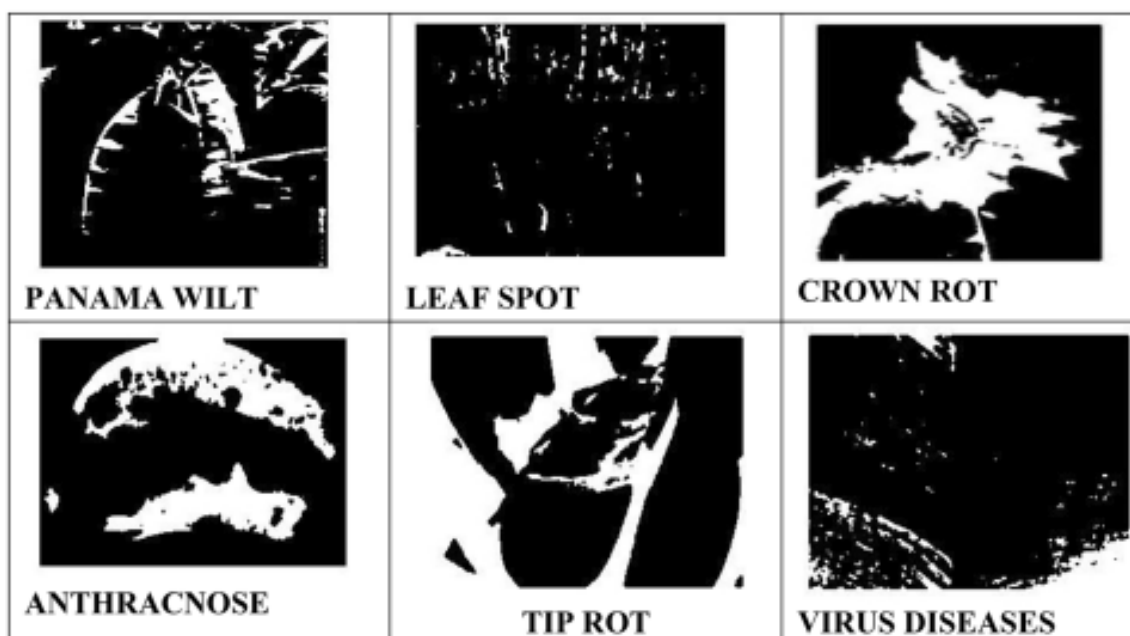 PANAMA WILT
LEAF SPOT
CROWN ROT
ANTHRACNOSE
TIP ROT
VIRUS DISEASES